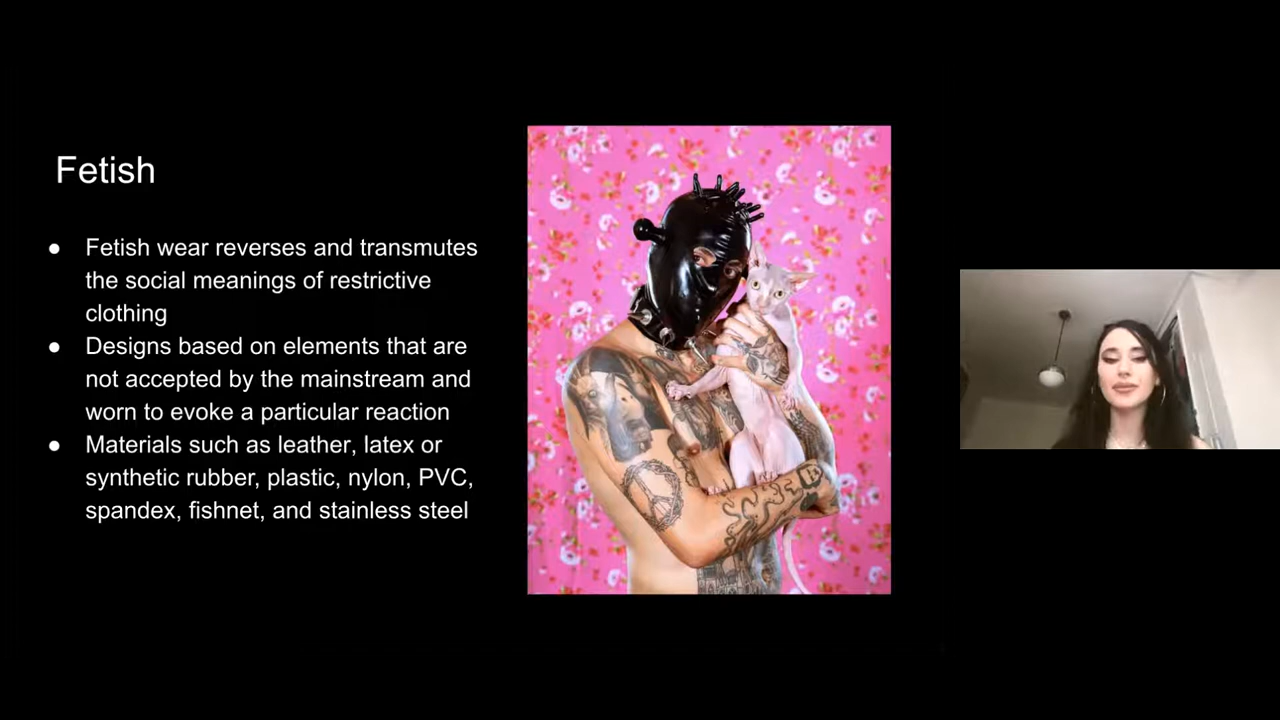 Fetish
● Fetish wear reverses and transmutes
the social meanings of restrictive
clothing
● Designs based on elements that are
not accepted by the mainstream and
worn to evoke a particular reaction
● Materials such as leather, latex or
synthetic rubber, plastic, nylon, PVC,
spandex, fishnet, and stainless steel